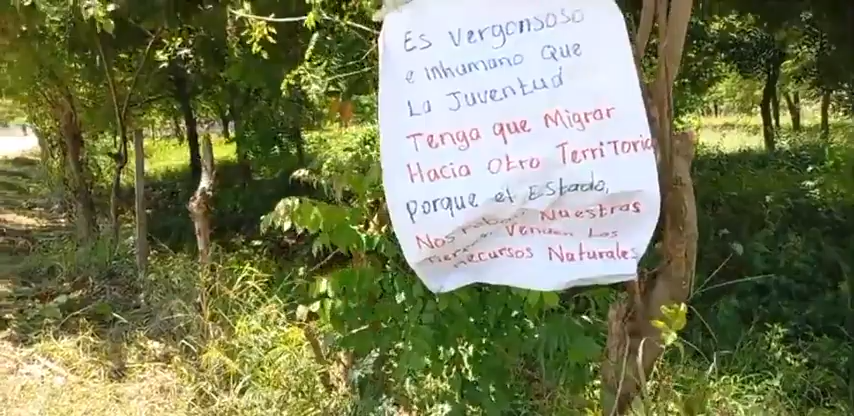 Es vergonsoso
e inhumano Que
La Juventud
Tenga que Migrar
Hacia otro Territorio
Porque el Estado,
Nos roban Nuestras
Venden Los
recursos Naturales